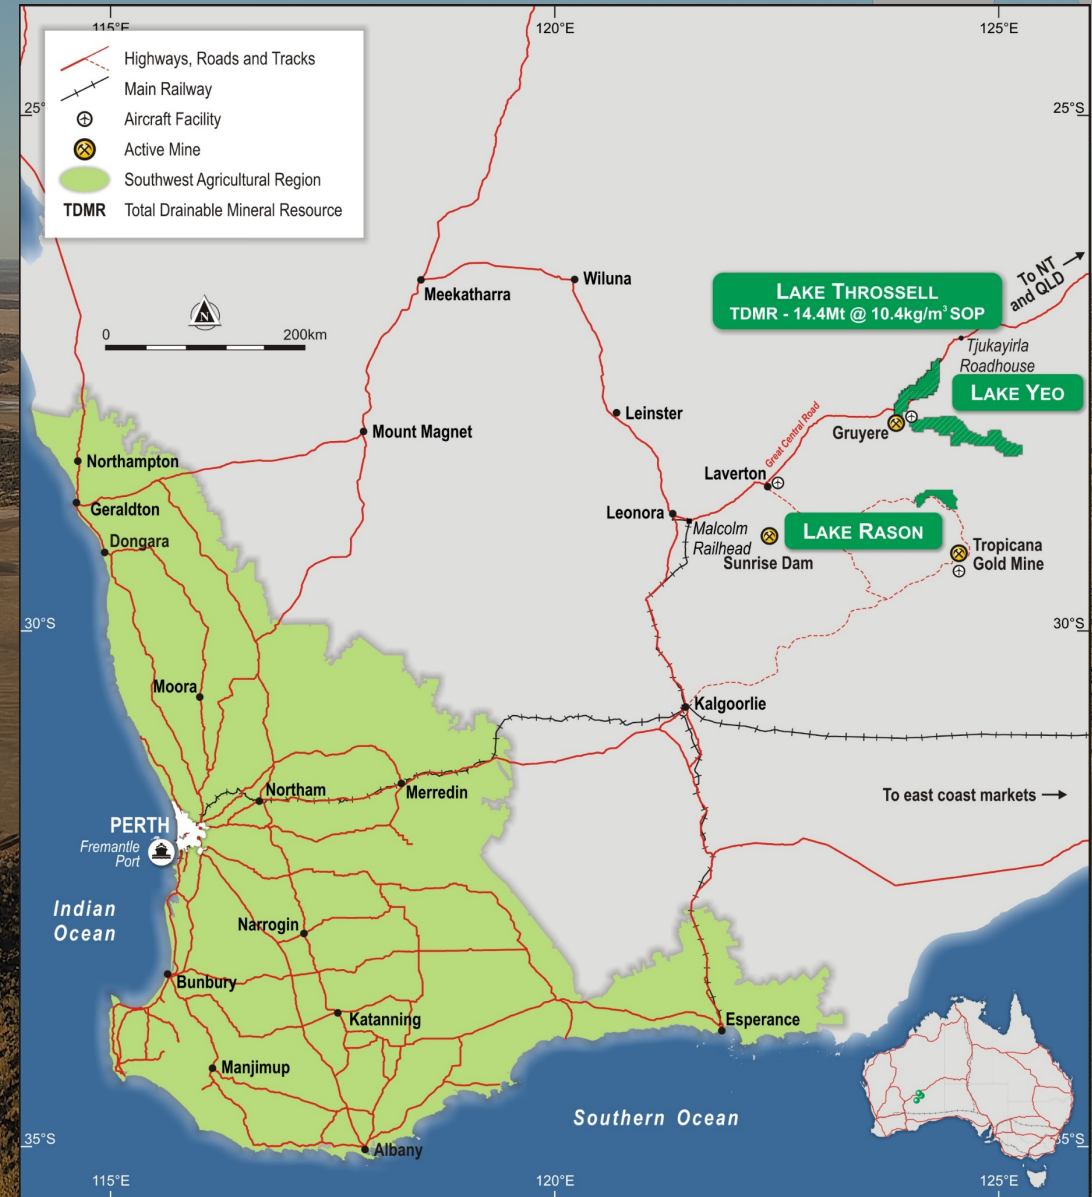 115°E
120°E
125°E
Highways, Roads and Tracks
Main Railway
Aircraft Facility
Active Mine
Southwest Agricultural Region
TDMR Total Drainable Mineral Resource
25°
25°S
0
200km
N
Meekatharra
Wiluna
LAKE THROSSELL
TDMR - 14.4Mt @ 10.4kg/m³ SOP
To NT
and QLD
Tjukayirla
Roadhouse
LAKE YEO
Leinster
Mount Magnet
Great Central Road
Gruyere
Northampton
Laverton
Geraldton
Leonora
Malcolm
Railhead
LAKE RASON
Dongara
Sunrise Dam
Tropicana
Gold Mine
30°S
30°S
Moora
Kalgoorlie
Northam
Merredin
To east coast markets
PERTH
Fremantle
Port
Indian
Ocean
Narrogin
Bunbury
Katanning
Esperance
Manjimup
Southern Ocean
Albany
35°S
35°S
115°E
120°E
125°E